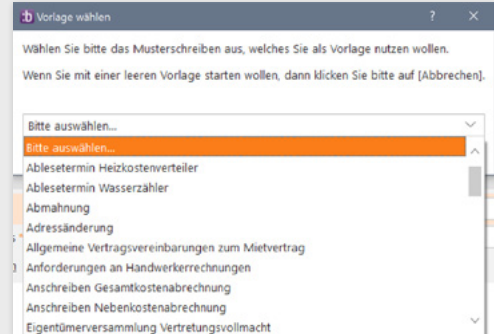 :b Vorlage wählen
Wählen Sie bitte das Musterschreiben aus, welches Sie als Vorlage nutzen wollen.
Wenn Sie mit einer leeren Vorlage starten wollen, dann klicken Sie bitte auf [Abbrechen].
Bitte auswählen...
Bitte auswählen...
Ablesetermin Heizkostenverteiler
Ablesetermin Wasserzähler
Abmahnung
Adressänderung
Allgemeine Vertragsvereinbarungen zum Mietvertrag
Anforderungen an Handwerkerrechnungen
Anschreiben Gesamtkostenabrechnung
Anschreiben Nebenkostenabrechnung
Eigentümerversammlung Vertretungsvollmacht